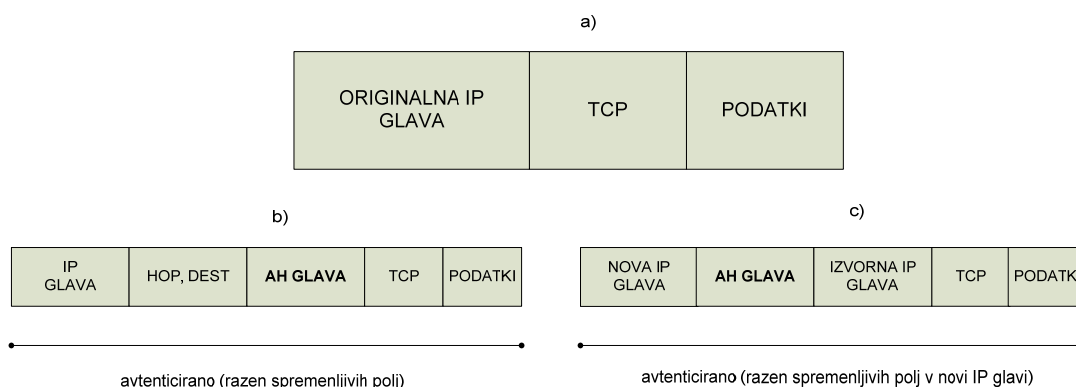 a)
ORIGINALNA IP
GLAVA
TCP
PODATKI
b)
IP
GLAVA
HOP, DEST
AH GLAVA
TCP
PODATKI
avtenticirano (razen spremenljivih polj)
c)
NOVA IP
GLAVA
AH GLAVA
IZVORNA IP
GLAVA
TCP
PODATK
avtenticirano (razen spremenljivih polj v novi IP glavi)